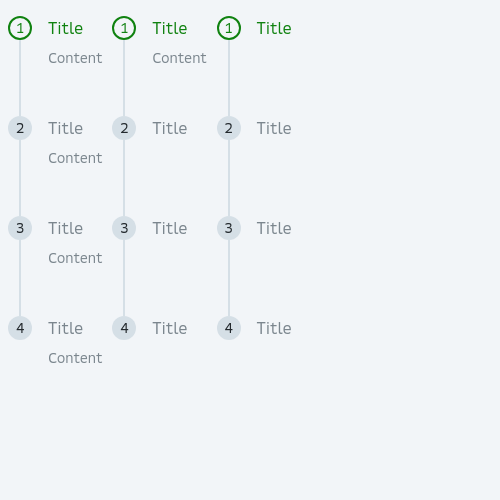 1 Title 1 Title 1 Title
Content Content
2 Title 2 Title 2 Title
Content
3 Title 3 Title 3 Title
Content
4 Title 4 Title 4 Title
Content